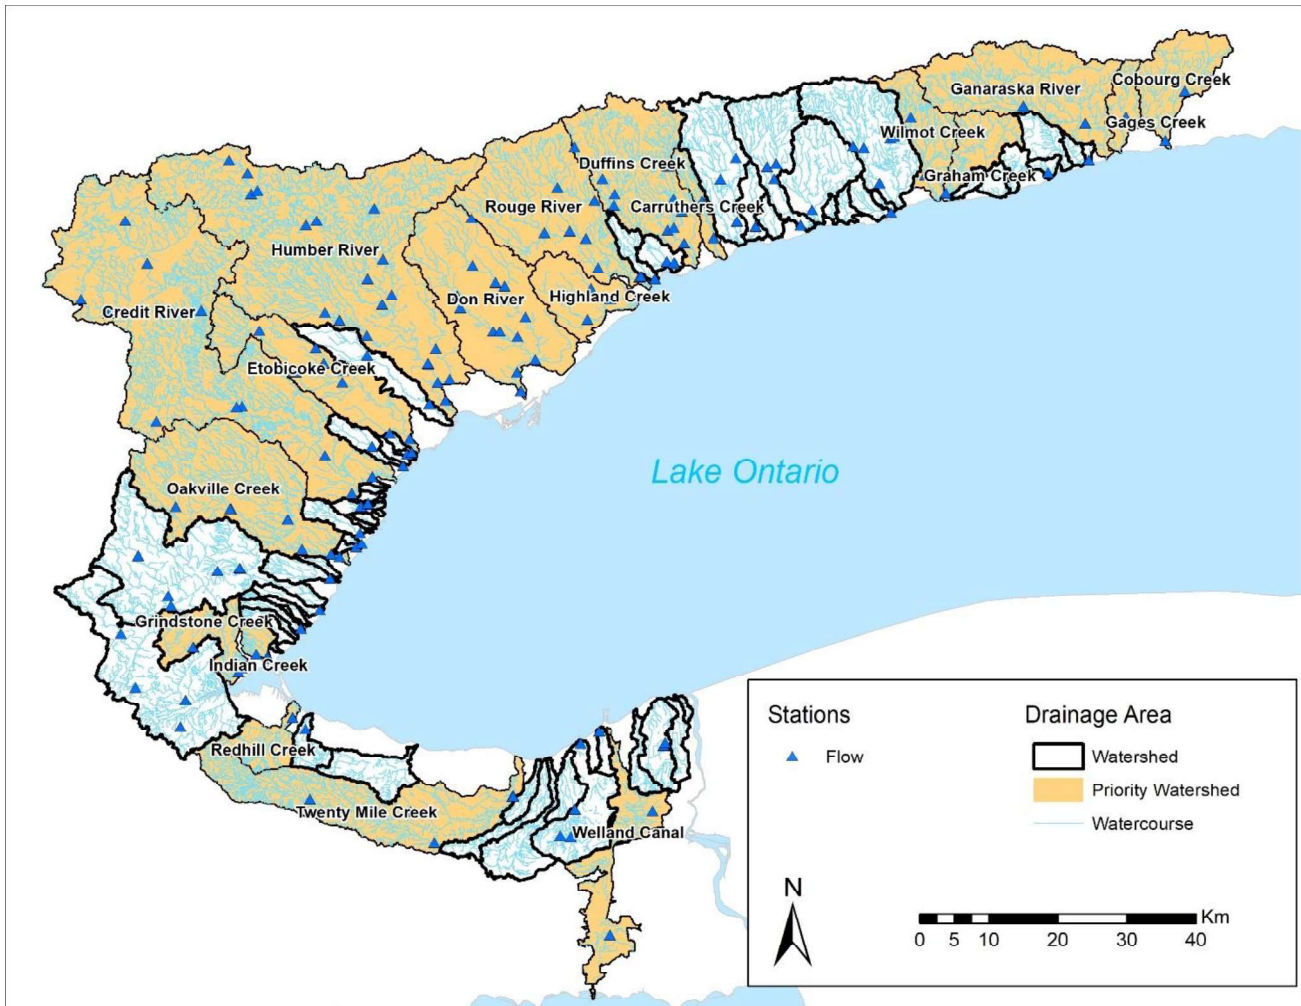 Cobourg Creek
Ganaraska River
Gages Creek
Wilmot Creek
Duffins Creek
Graham Creek
Rouge River
Carruthers Creek
Humber River
Don River
Highland Creek
Credit River
Etobicoke Creek
Lake Ontario
Oakville Creek
Grindstone Creek
Indian Creek
Redhill Creek
Twenty Mile Creek
Welland Canal
Stations
Flow
Drainage Area
Watershed
Priority Watershed
Watercourse
N
Km
0 5 10 20 30 40